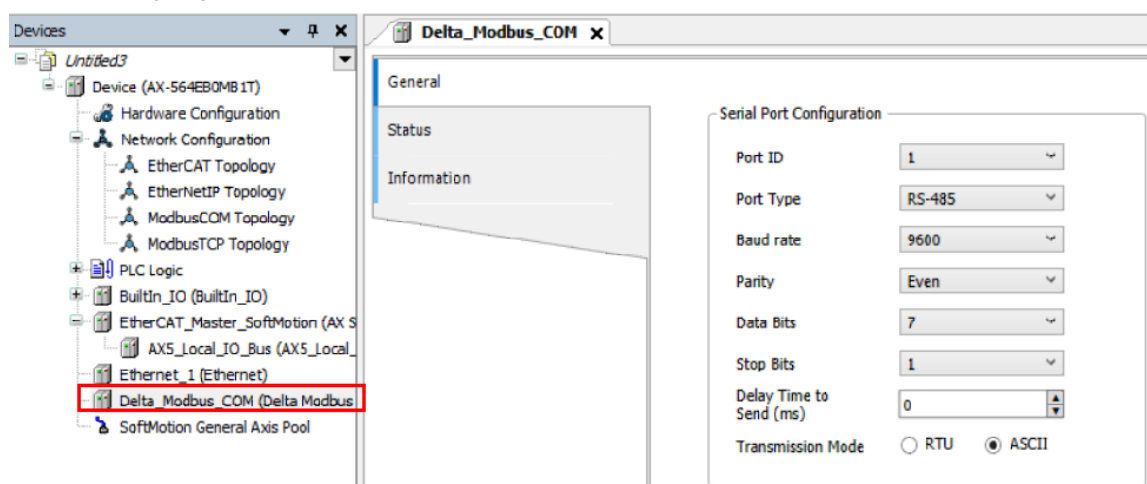 Devices
Untitled3
Device (AX-564EB0MB1T)
Hardware Configuration
Network Configuration
EtherCAT Topology
EtherNetIP Topology
ModbusCOM Topology
ModbusTCP Topology
PLC Logic
BuiltIn_IO (BuiltIn_IO)
EtherCAT_Master_SoftMotion (AX S
AX5_Local_IO_Bus (AX5_Local_
Ethernet_1 (Ethernet)
Delta_Modbus_COM (Delta Modbus
SoftMotion General Axis Pool
Delta_Modbus_COM
General
Status
Information
Serial Port Configuration
Port ID 1
Port Type RS-485
Baud rate 9600
Parity Even
Data Bits 7
Stop Bits 1
Delay Time to
Send (ms) 0
Transmission Mode RTU ASCII